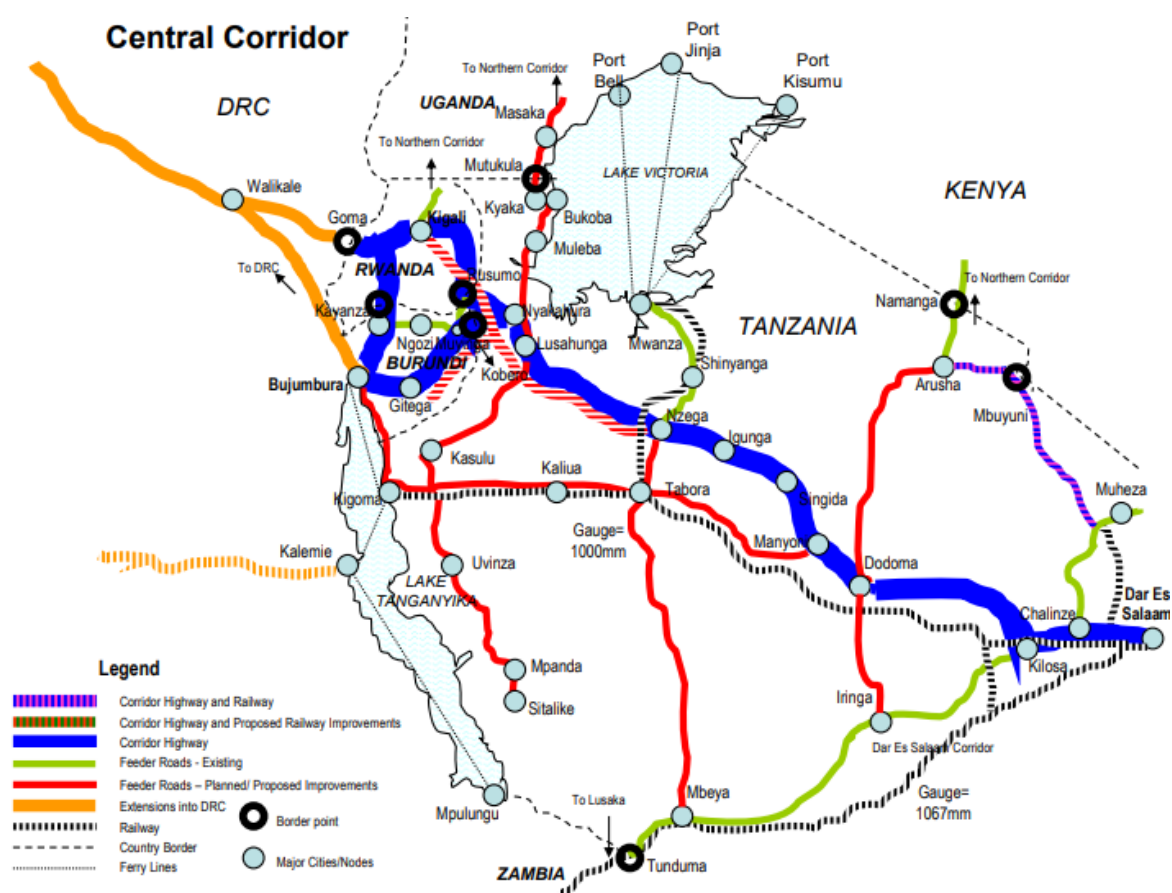 Central Corridor
Port
Jinja
Port
Bell
Port
Kisumu
To Northern Corridor
DRC
UGANDA
Masaka
To Northern Corridor
Mutukula
LAKE VICTORIA
KENYA
Walikale
Kyaka
Bukoba
Goma
Kigali
Muleba
To DRC
RWANDA
Rusumo
To Northern Corridor
Namanga
Kayanza
Nyakahura
TANZANIA
Ngozi
Muyinga
Lusahunga
Mwanza
BURUNDI
Kobero
Shinyanga
Arusha
Bujumbura
Gitega
Mbuyuni
Nzega
Igunga
Kasulu
Kaliua
Kigoma
Tabora
Singida
Muheza
Gauge=
1000mm
Manyoni
Kalemie
Uvinza
Dodoma
LAKE
TANGANYIKA
Dar Es
Salaam
Chalinze
Kilosa
Mpanda
Sitalike
Iringa
Dar Es Salaam Corridor
Legend
Corridor Highway and Railway
Corridor Highway and Proposed Railway Improvements
Corridor Highway
Feeder Roads - Existing
Feeder Roads – Planned/ Proposed Improvements
Extensions into DRC
Railway
Country Border
Ferry Lines
Border point
Major Cities/Nodes
Mpulungu
To Lusaka
Mbeya
Gauge=
1067mm
ZAMBIA
Tunduma